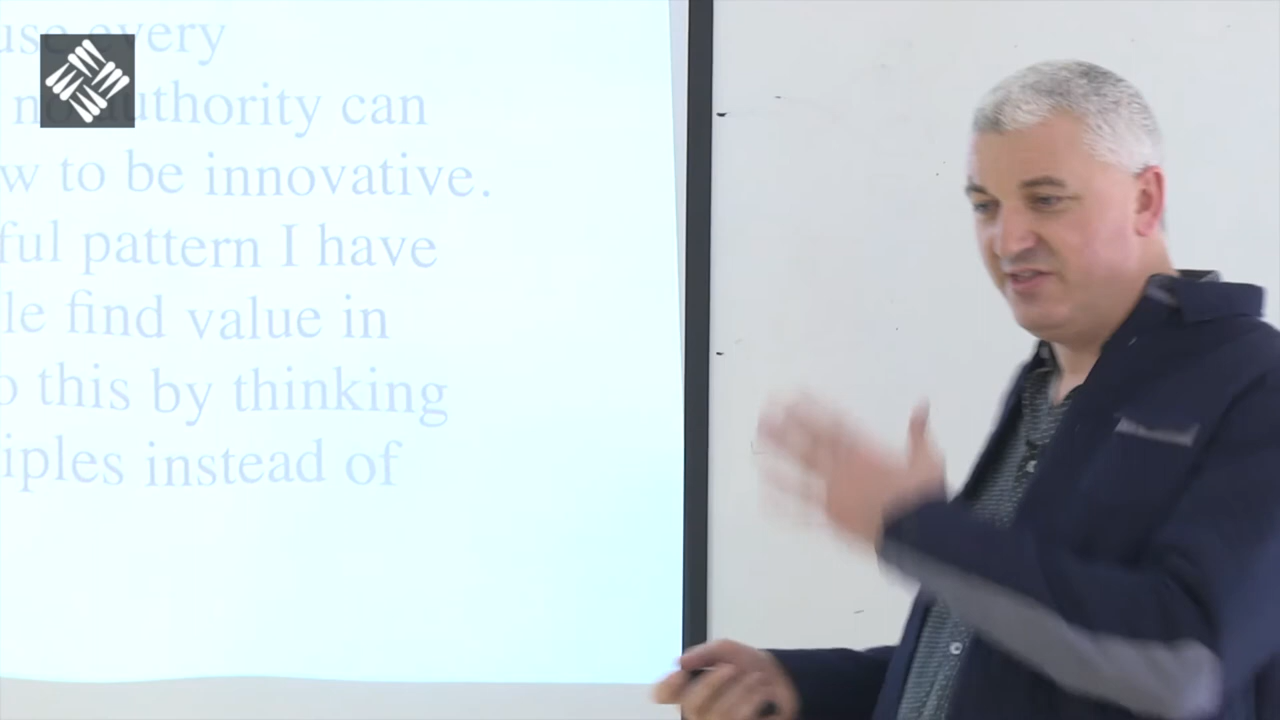 use every
no authority can
w to be innovative.
ful pattern I have
le find value in
o this by thinking
iples instead of